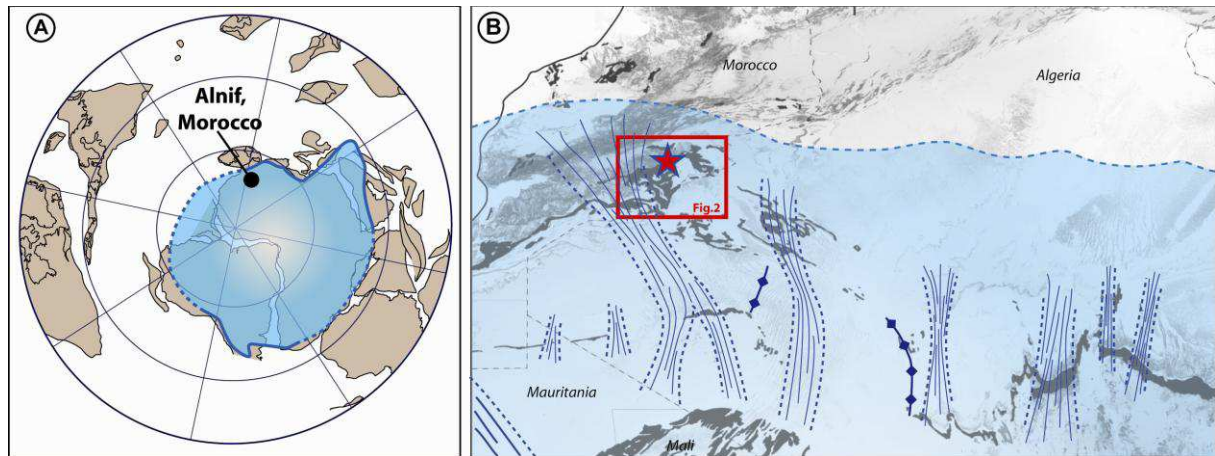 A
Alnif,
Morocco
B
Morocco
Algeria
Fig.2
Mauritania
Mali